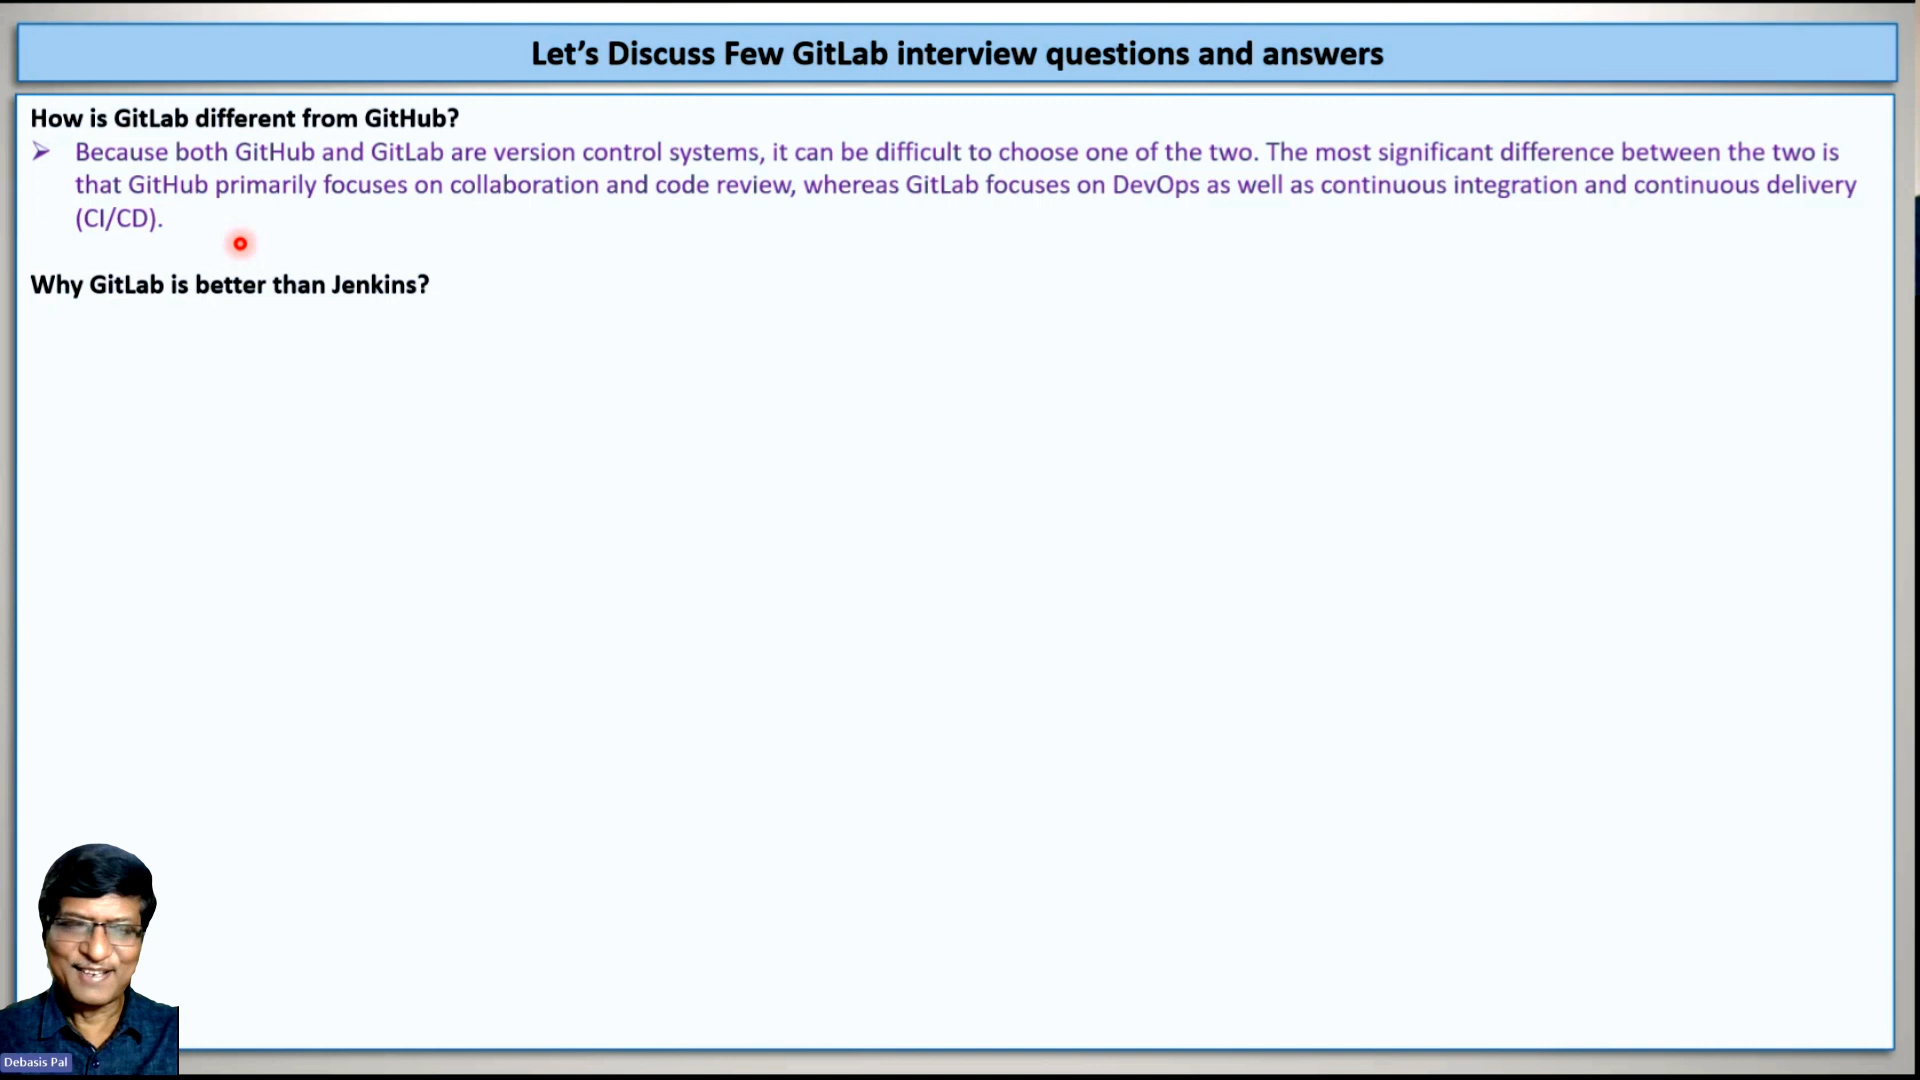 Let’s Discuss Few GitLab interview questions and answers
How is GitLab different from GitHub?
➢ Because both GitHub and GitLab are version control systems, it can be difficult to choose one of the two. The most significant difference between the two is
that GitHub primarily focuses on collaboration and code review, whereas GitLab focuses on DevOps as well as continuous integration and continuous delivery
(CI/CD).
Why GitLab is better than Jenkins?
Debasis Pal